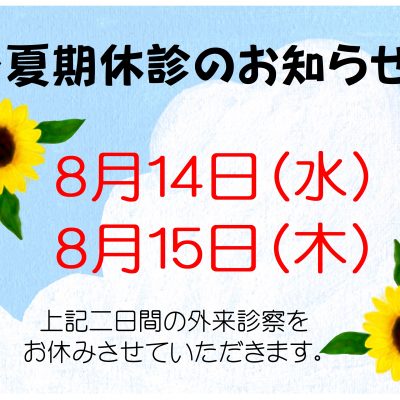 夏期休診のお知らせ
8月14日(水)
8月15日(木)
上記二日間の外来診察を
お休みさせていただきます。